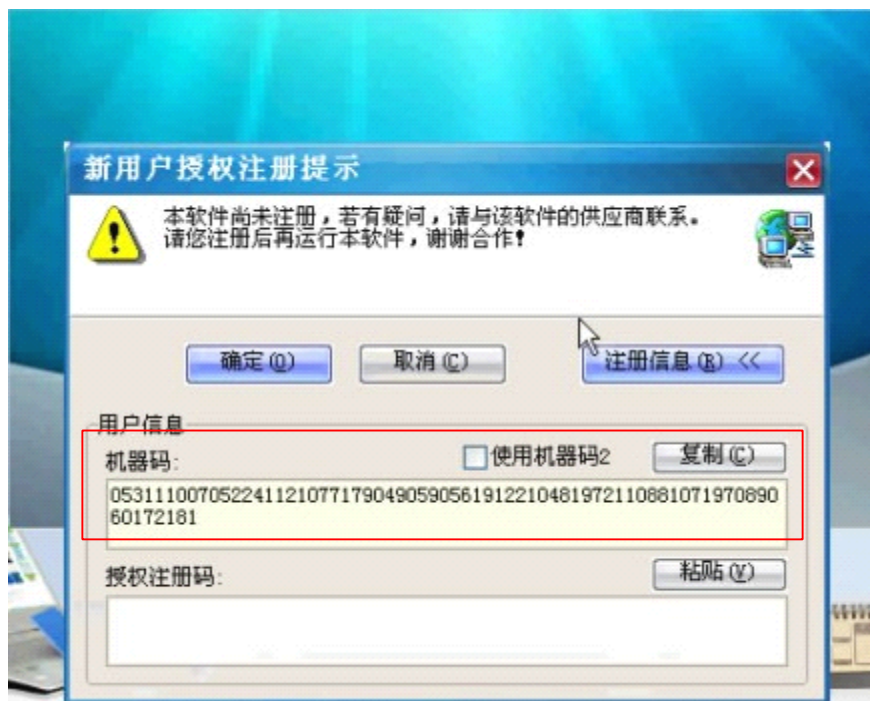 新用户授权注册提示
本软件尚未注册，若有疑问，请与该软件的供应商联系。
请您注册后再运行本软件，谢谢合作！
确定(O)
取消(C)
注册信息(R) <<
用户信息
机器码:
使用机器码2
复制(C)
0531110070522411210771790490590561912210481972110881071970890
60172181
授权注册码:
粘贴(V)